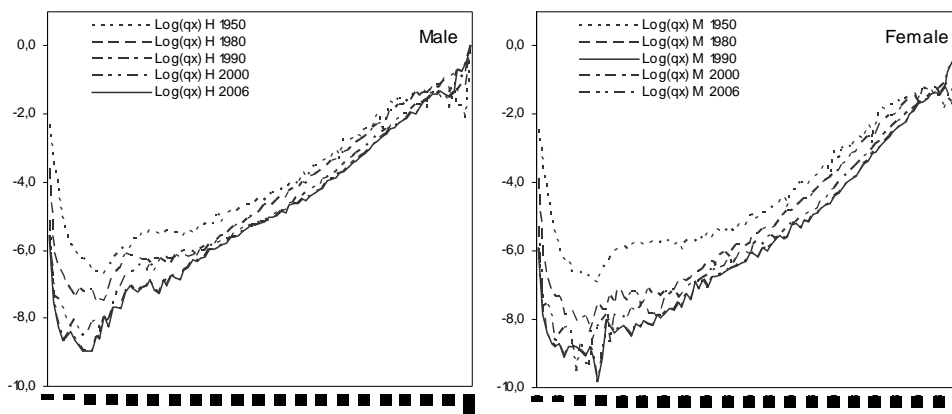 Log(qx) H 1950
Log(qx) H 1980
Log(qx) H 1990
Log(qx) H 2000
Log(qx) H 2006
Male
0,0
-2,0
-4,0
-6,0
-8,0
-10,0
Log(qx) M 1950
Log(qx) M 1980
Log(qx) M 1990
Log(qx) M 2000
Log(qx) M 2006
Female
0,0
-2,0
-4,0
-6,0
-8,0
-10,0